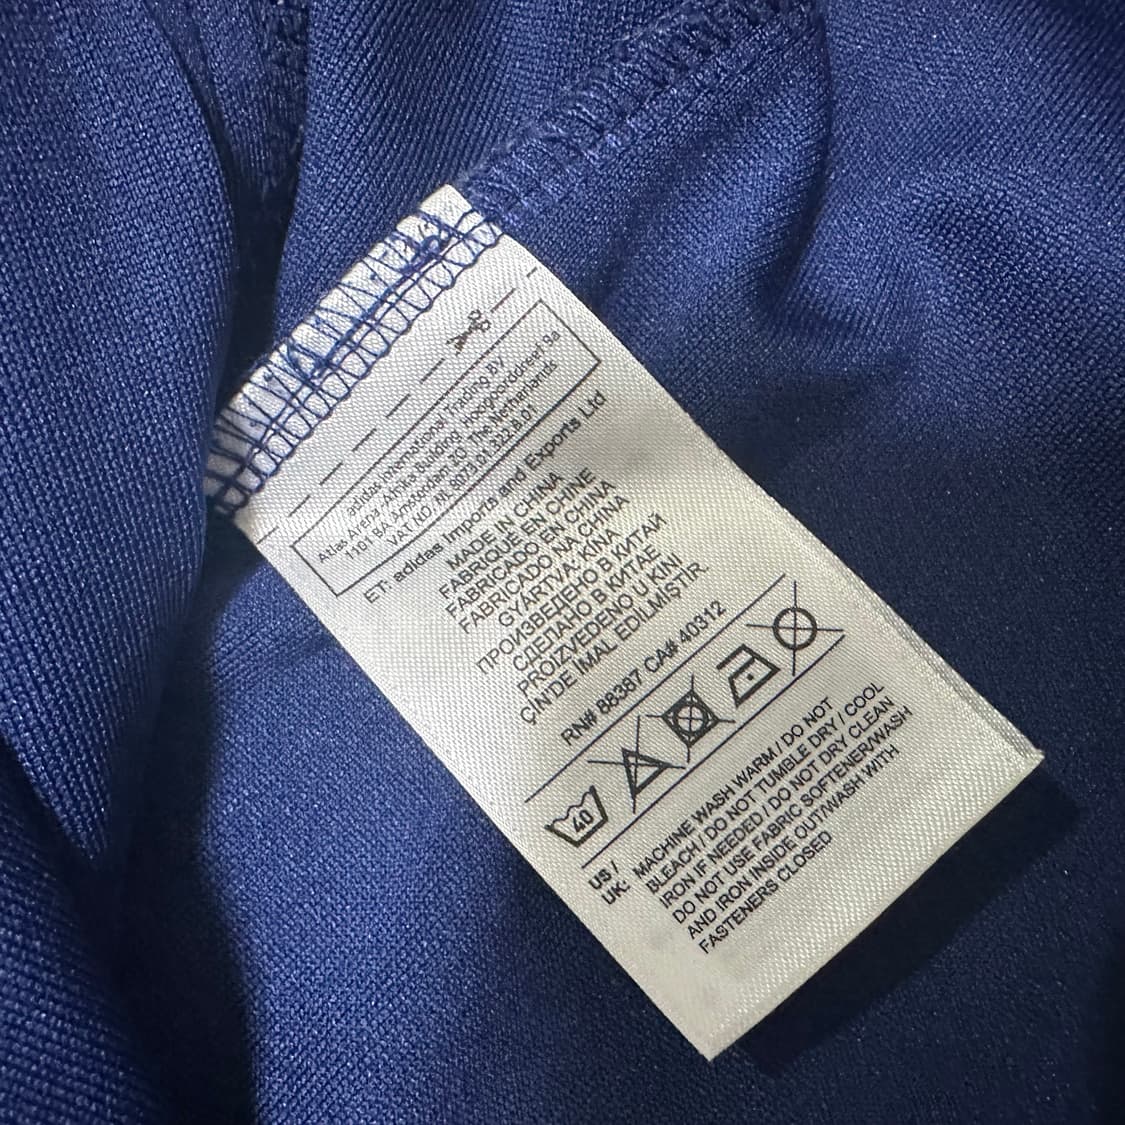 adidas International Trading BV
Atlas Arena -Afrika Building, Hoogoorddreef 9a
1101 BA Amsterdam ZO - The Netherlands
VAT NO./NL 8073.01.322.B.01
ET: adidas Imports and Exports Ltd
MADE IN CHINA
FABRIQUÉ EN CHINE
FABRICADO EN CHINA
FABRICADO NA CHINA
GYÁRTVA: KÍNA
ПРОИЗВЕДЕНО В КИТАЙ
СДЕЛАНО В КИТАЕ
PROIZVEDENO U KINI
ÇİN'DE İMAL EDİLMİŞTİR
RN# 88387 CA# 40312
40
US / UK: MACHINE WASH WARM / DO NOT
BLEACH / DO NOT TUMBLE DRY / COOL
IRON IF NEEDED / DO NOT DRY CLEAN
DO NOT USE FABRIC SOFTENER/WASH
AND IRON INSIDE OUT/WASH WITH
FASTENERS CLOSED